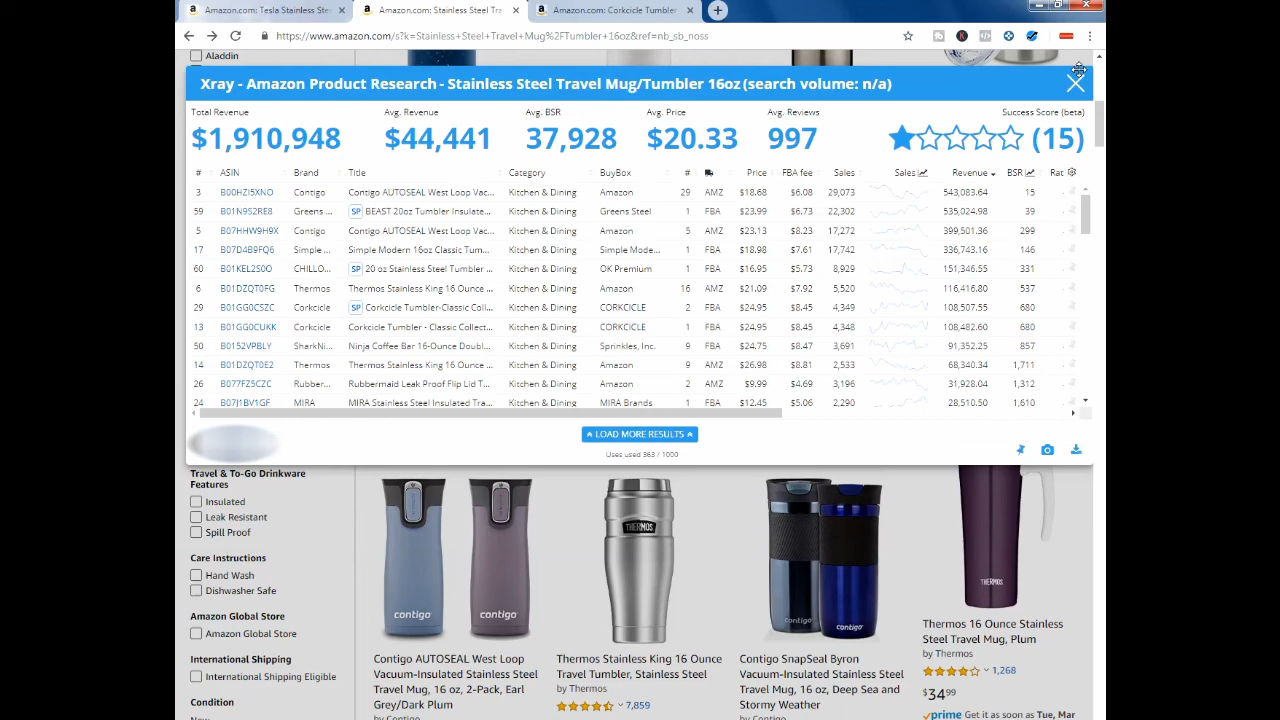 Amazon.com: Tesla Stainless Ste
Amazon.com: Stainless Steel Tra
Amazon.com: Corkcicle Tumbler
https://www.amazon.com/s?k=Stainless+Steel+Travel+Mug%2FTumbler+16oz&ref=nb_sb_noss
Aladdin
Xray - Amazon Product Research - Stainless Steel Travel Mug/Tumbler 16oz (search volume: n/a)
Total Revenue Avg. Revenue Avg. BSR Avg. Price Avg. Reviews Success Score (beta)
$1,910,948 $44,441 37,928 $20.33 997 (15)
# ASIN Brand Title Category BuyBox # Price FBA fee Sales Sales Revenue BSR Rat
3 B00HZI5XNO Contigo Contigo AUTOSEAL West Loop Vac... Kitchen & Dining Amazon 29 AMZ $18.68 $6.08 29,073 543,083.64 15
59 B01N9S2RE8 Greens ... SP BEAST 20oz Tumbler Insulate... Kitchen & Dining Greens Steel 1 FBA $23.99 $6.73 22,302 535,024.98 39
5 B07HHW9H9X Contigo Contigo AUTOSEAL West Loop Vac... Kitchen & Dining Amazon 5 AMZ $23.13 $8.23 17,272 399,501.36 299
17 B07D4B9FQ6 Simple ... Simple Modern 16oz Classic Tum... Kitchen & Dining Simple Mode... 1 FBA $18.98 $7.61 17,742 336,743.16 146
60 B01KEL2S0O CHILLO... SP 20 oz Stainless Steel Tumbler ... Kitchen & Dining OK Premium 1 FBA $16.95 $5.73 8,929 151,346.55 331
6 B01DZQT0FG Thermos Thermos Stainless King 16 Ounce ... Kitchen & Dining Amazon 16 AMZ $21.09 $7.92 5,520 116,416.80 537
29 B01GG0CSZC Corkcicle SP Corkcicle Tumbler-Classic Coll... Kitchen & Dining CORKCICLE 2 FBA $24.95 $8.45 4,349 108,507.55 680
13 B01GG0CUKK Corkcicle Corkcicle Tumbler - Classic Collect... Kitchen & Dining CORKCICLE 1 FBA $24.95 $8.45 4,348 108,482.60 680
50 B0152VPBLY SharkNi... Ninja Coffee Bar 16-Ounce Doubl... Kitchen & Dining Sprinkles, Inc. 9 FBA $24.75 $8.47 3,691 91,352.25 857
14 B01DZQT0E2 Thermos Thermos Stainless King 16 Ounce ... Kitchen & Dining Amazon 9 AMZ $26.98 $8.81 2,533 68,340.34 1,711
26 B077FZ5CZC Rubber... Rubbermaid Leak Proof Flip Lid T... Kitchen & Dining Amazon 2 AMZ $9.99 $4.69 3,196 31,928.04 1,312
24 B07J1BV1GF MIRA MIRA Stainless Steel Insulated Tra... Kitchen & Dining MIRA Brands 1 FBA $12.45 $5.06 2,290 28,510.50 1,610
LOAD MORE RESULTS
Uses used 363 / 1000
Travel & To-Go Drinkware
Features
Insulated
Leak Resistant
Spill Proof
Care Instructions
Hand Wash
Dishwasher Safe
Amazon Global Store
Amazon Global Store
International Shipping
International Shipping Eligible
Condition
New
contigo
contigo
Contigo AUTOSEAL West Loop
Vacuum-Insulated Stainless Steel
Travel Mug, 16 oz, 2-Pack, Earl
Grey/Dark Plum
by Contigo
THERMOS
Thermos Stainless King 16 Ounce
Travel Tumbler, Stainless Steel
by Thermos
7,859
contigo
contigo
Contigo SnapSeal Byron
Vacuum-Insulated Stainless Steel
Travel Mug, 16 oz, Deep Sea and
Stormy Weather
by Contigo
THERMOS
Thermos 16 Ounce Stainless
Steel Travel Mug, Plum
by Thermos
1,268
$34 99
prime Get it as soon as Tue, Mar